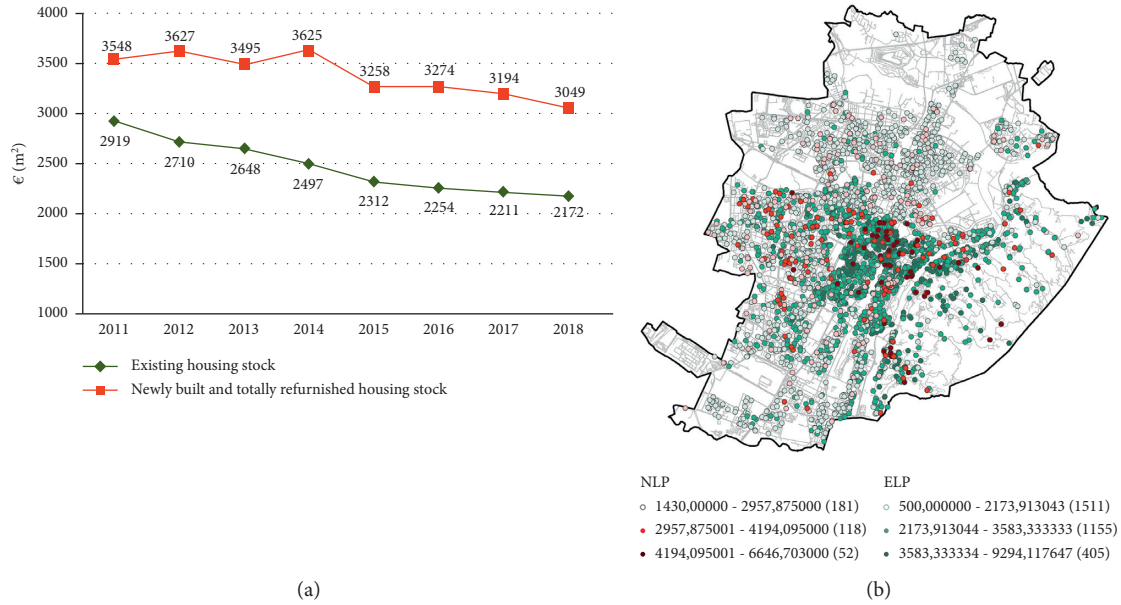 4000
3500
3000
2500
2000
1500
1000
€ (m²)
3548
3627
3495
3625
3258
3274
3194
3049
2919
2710
2648
2497
2312
2254
2211
2172
2011 2012 2013 2014 2015 2016 2017 2018
Existing housing stock
Newly built and totally refurnished housing stock
(a)
NLP
1430,00000 - 2957,875000 (181)
2957,875001 - 4194,095000 (118)
4194,095001 - 6646,703000 (52)
ELP
500,000000 - 2173,913043 (1511)
2173,913044 - 3583,333333 (1155)
3583,333334 - 9294,117647 (405)
(b)